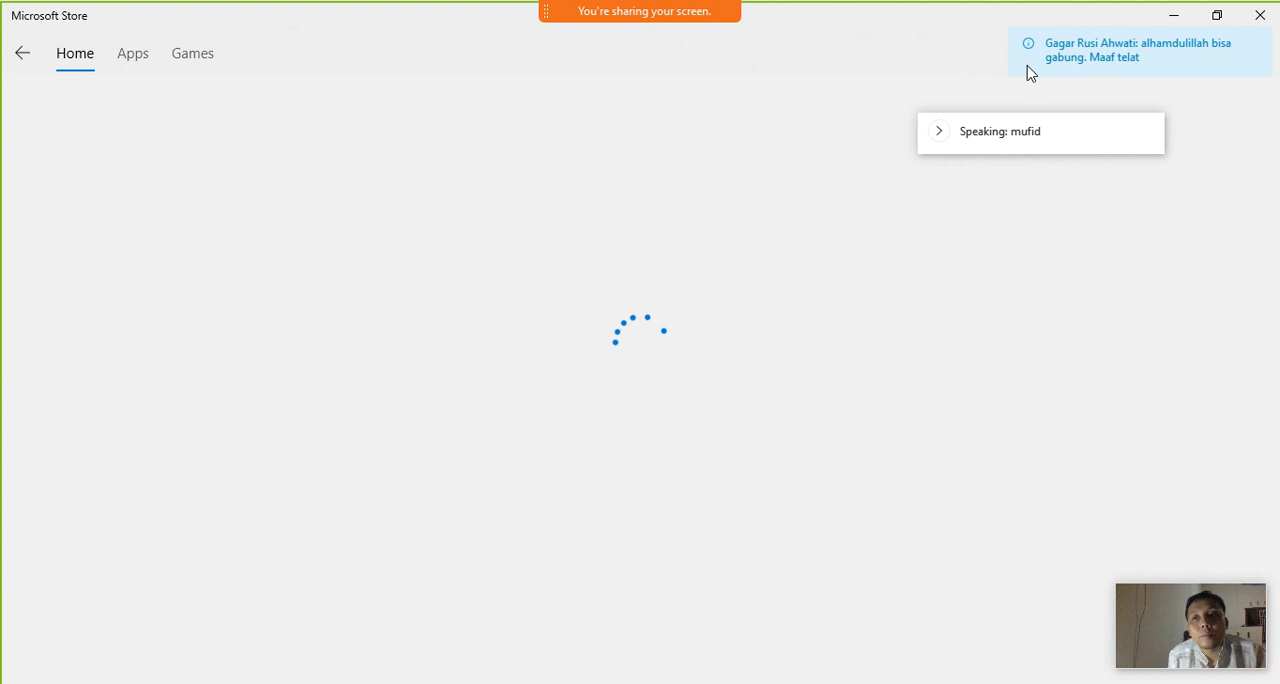 Microsoft Store
You're sharing your screen.
Home Apps Games
Gagar Rusi Ahwati: alhamdulillah bisa
gabung. Maaf telat
Speaking: mufid